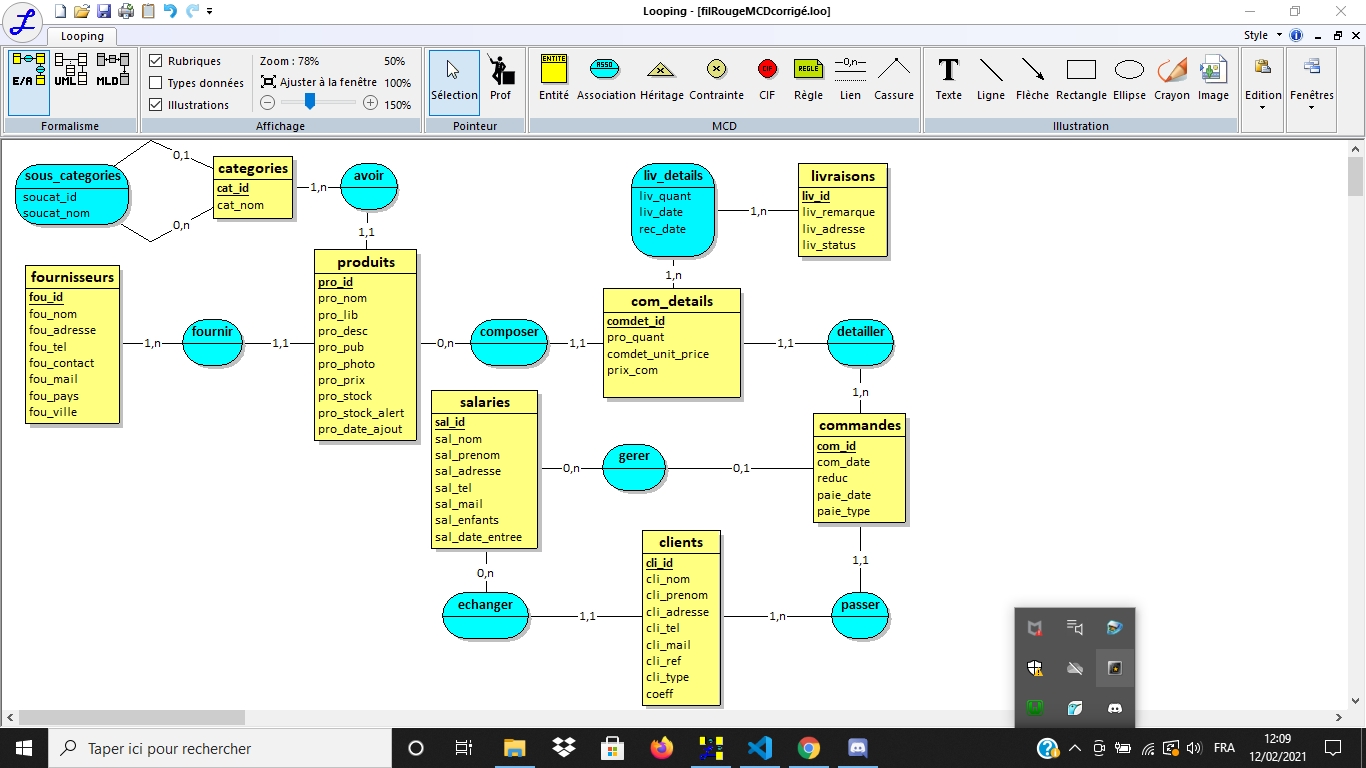 Looping - [filRougeMCDcorrigé.loo]
Looping
Style
E/A
UML
MLD
Formalisme
Rubriques
Types données
Illustrations
Zoom : 78%
50%
Ajuster à la fenêtre
100%
150%
Affichage
Sélection
Prof
Pointeur
ENTITÉ
Entité
ASSO
Association
Héritage
Contrainte
CIF
CIF
RÈGLE
Règle
—0,n—
Lien
Cassure
MCD
Texte
Ligne
Flèche
Rectangle
Ellipse
Crayon
Image
Illustration
Edition
Fenêtres
sous_categories
soucat_id
soucat_nom
0,1
0,n
categories
cat_id
cat_nom
1,n
avoir
1,1
liv_details
liv_quant
liv_date
rec_date
1,n
livraisons
liv_id
liv_remarque
liv_adresse
liv_status
1,n
fournisseurs
fou_id
fou_nom
fou_adresse
fou_tel
fou_contact
fou_mail
fou_pays
fou_ville
1,n
fournir
1,1
produits
pro_id
pro_nom
pro_lib
pro_desc
pro_pub
pro_photo
pro_prix
pro_stock
pro_stock_alert
pro_date_ajout
0,n
composer
1,1
com_details
comdet_id
pro_quant
comdet_unit_price
prix_com
1,1
detailler
1,n
salaries
sal_id
sal_nom
sal_prenom
sal_adresse
sal_tel
sal_mail
sal_enfants
sal_date_entree
0,n
gerer
0,1
commandes
com_id
com_date
reduc
paie_date
paie_type
0,n
echanger
1,1
clients
cli_id
cli_nom
cli_prenom
cli_adresse
cli_tel
cli_mail
cli_ref
cli_type
coeff
1,n
passer
1,1
Taper ici pour rechercher
FRA
12:09
12/02/2021